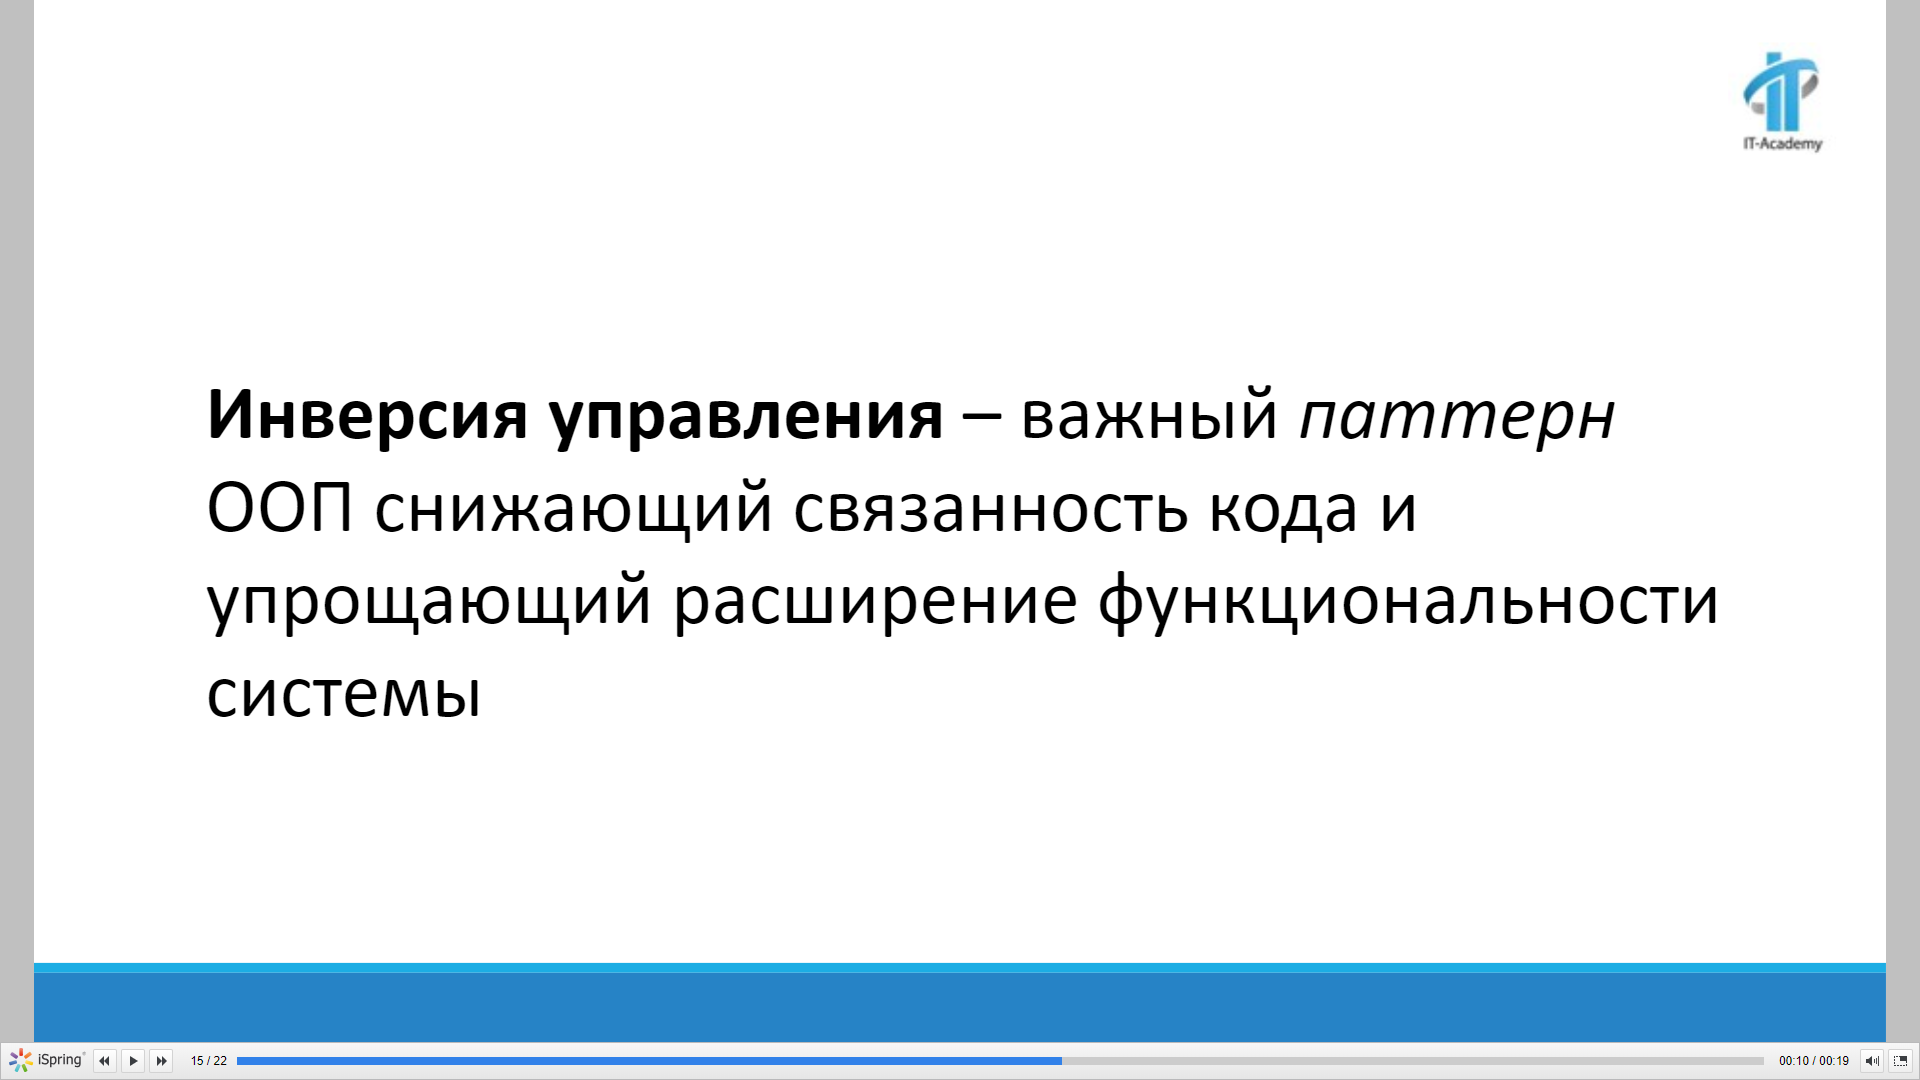 IT-Academy
Инверсия управления – важный паттерн
ООП снижающий связанность кода и
упрощающий расширение функциональности
системы
iSpring
15 / 22
00:10 / 00:19